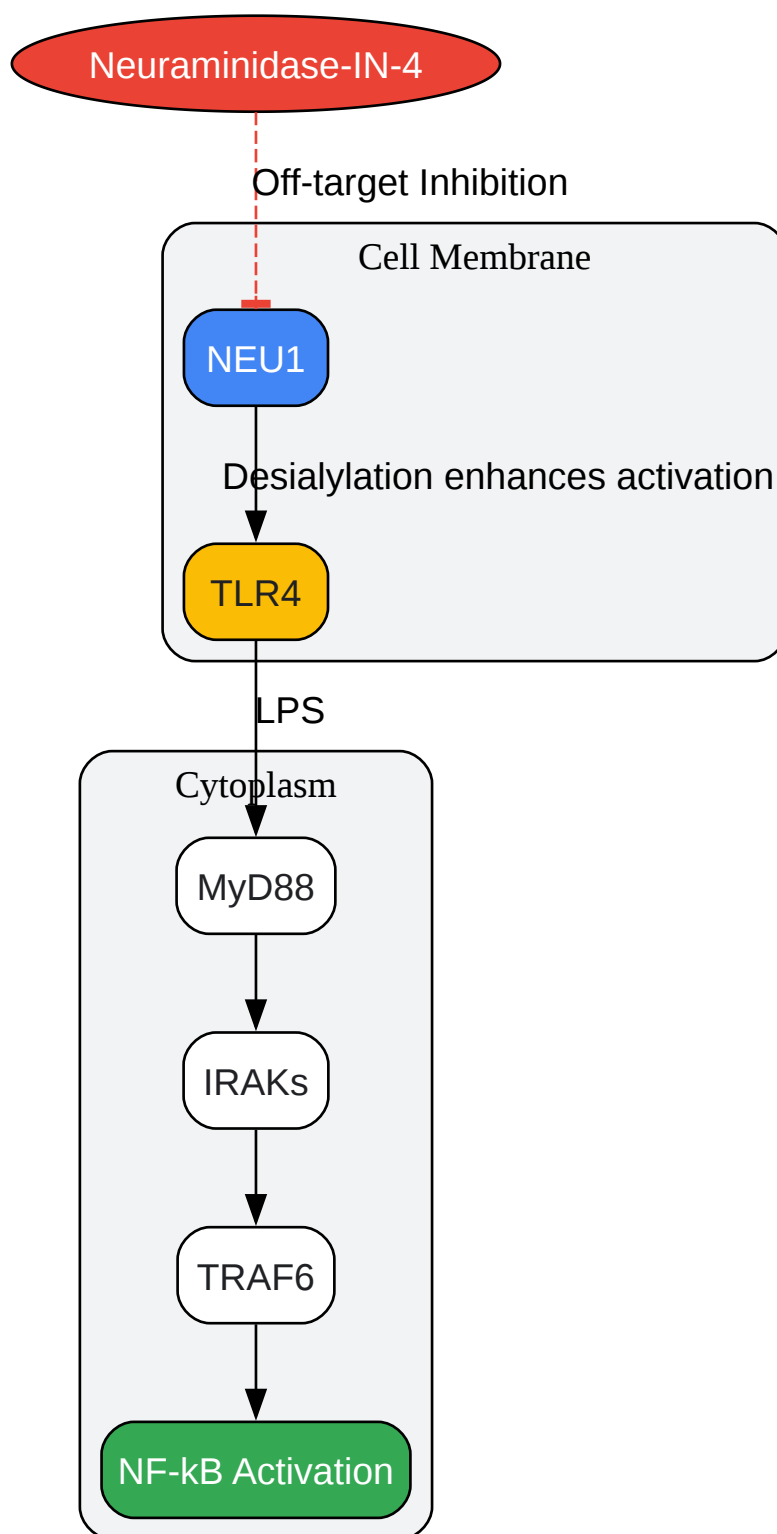 Neuraminidase-IN-4
Off-target Inhibition
Cell Membrane
NEU1
Desialylation enhances activation
TLR4
LPS
Cytoplasm
MyD88
IRAKs
TRAF6
NF-kB Activation